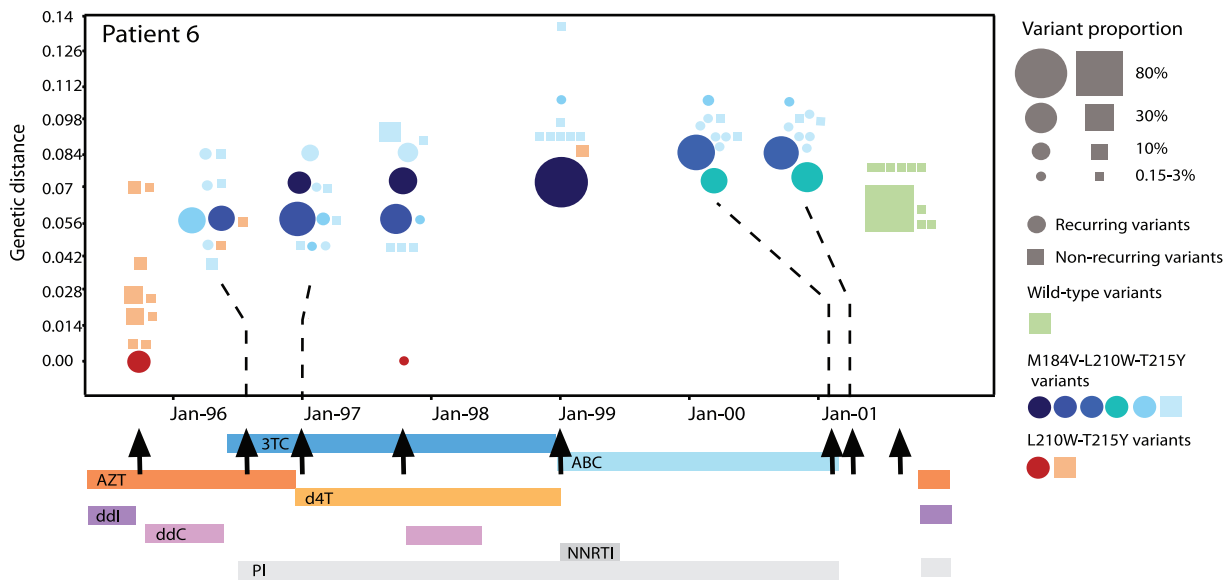 Patient 6
Genetic distance
0.14
0.126
0.112
0.098
0.084
0.07
0.056
0.042
0.028
0.014
0.00
Jan-96
Jan-97
Jan-98
Jan-99
Jan-00
Jan-01
3TC
ABC
AZT
d4T
ddI
ddC
NNRTI
PI
Variant proportion
80%
30%
10%
0.15-3%
Recurring variants
Non-recurring variants
Wild-type variants
M184V-L210W-T215Y
variants
L210W-T215Y variants